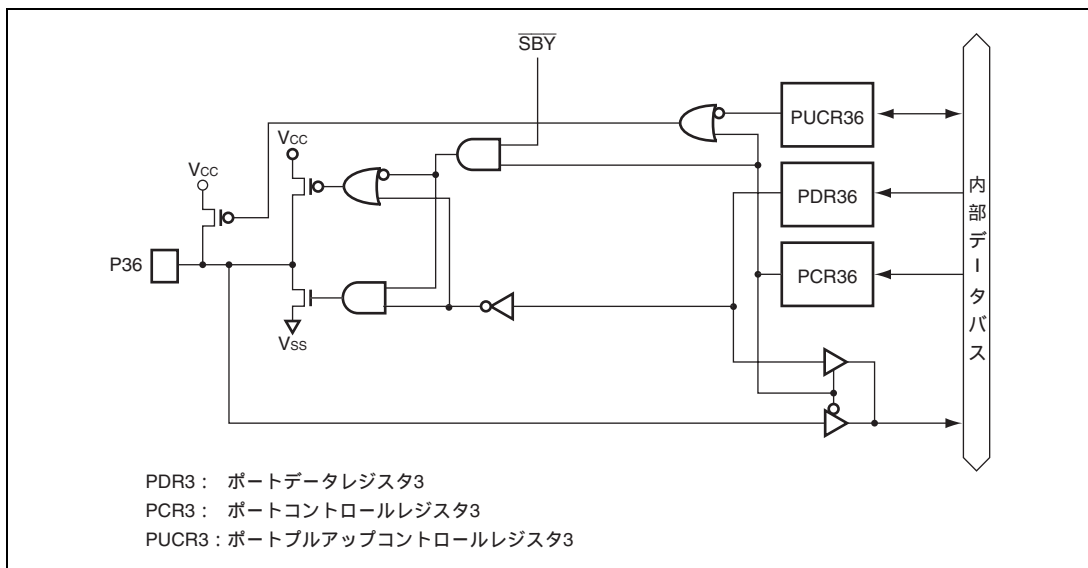 SBY
PUCR36
VCC
VCC
PDR36
P36
PCR36
VSS
内部データバス
PDR3： ポートデータレジスタ3
PCR3： ポートコントロールレジスタ3
PUCR3：ポートプルアップコントロールレジスタ3